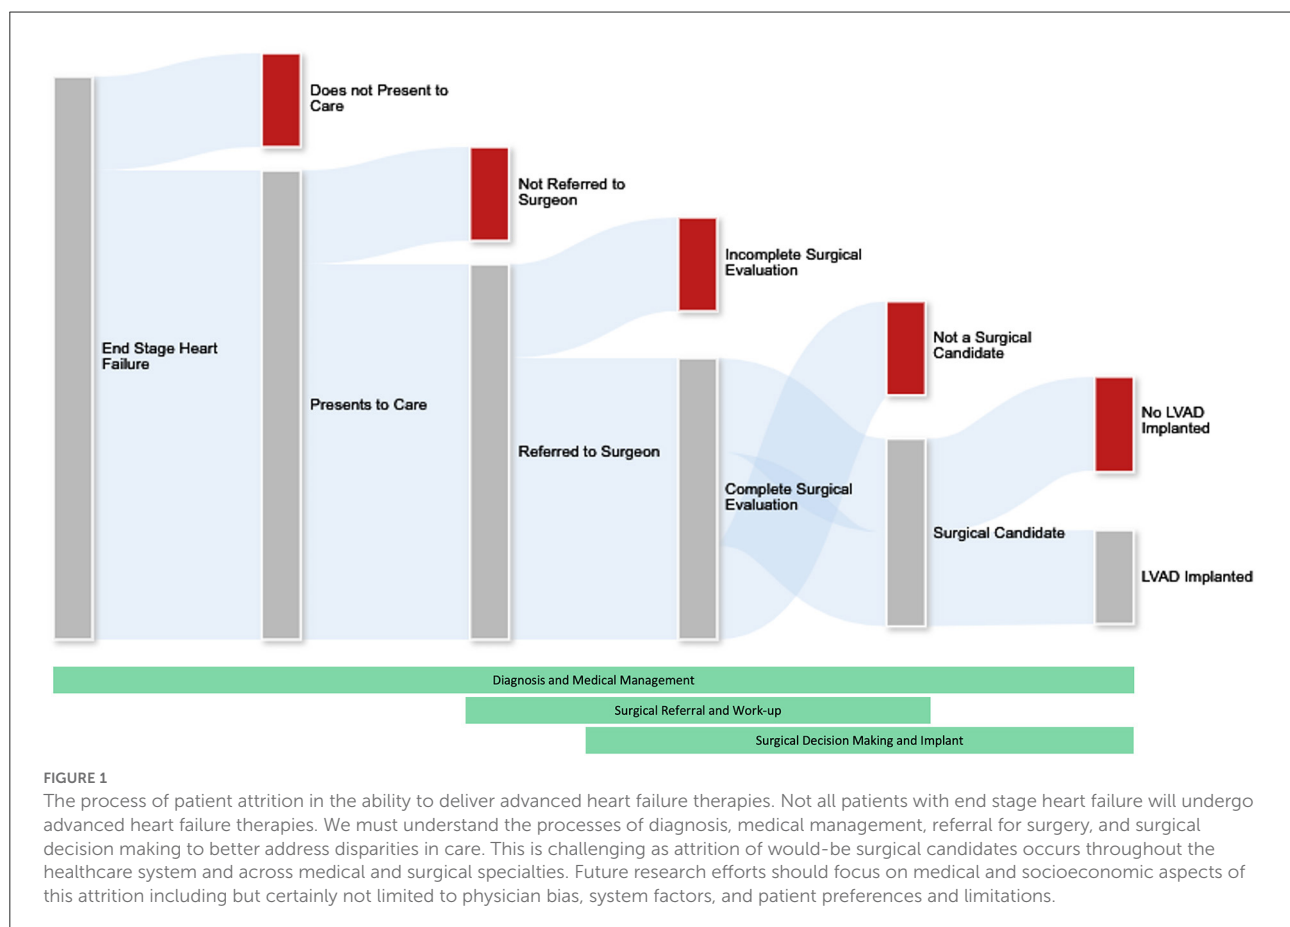 Does not Present to
Care
Not Referred to
Surgeon
Incomplete Surgical
Evaluation
Not a Surgical
Candidate
End Stage Heart
Failure
Presents to Care
No LVAD
Implanted
Referred to Surgeon
Complete Surgical
Evaluation
Surgical Candidate
LVAD Implanted
Diagnosis and Medical Management
Surgical Referral and Work-up
Surgical Decision Making and Implant
FIGURE 1
The process of patient attrition in the ability to deliver advanced heart failure therapies. Not all patients with end stage heart failure will undergo
advanced heart failure therapies. We must understand the processes of diagnosis, medical management, referral for surgery, and surgical
decision making to better address disparities in care. This is challenging as attrition of would-be surgical candidates occurs throughout the
healthcare system and across medical and surgical specialties. Future research efforts should focus on medical and socioeconomic aspects of
this attrition including but certainly not limited to physician bias, system factors, and patient preferences and limitations.